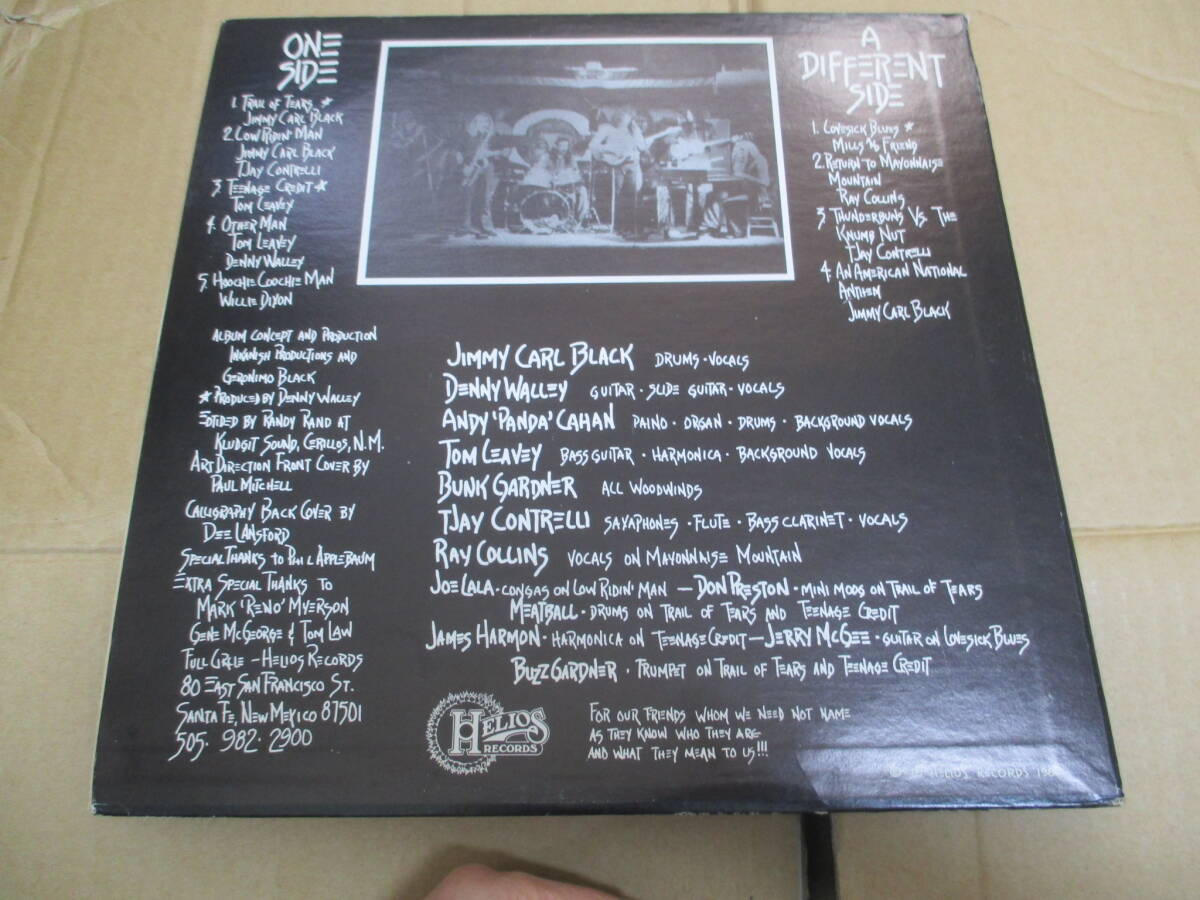 ONE
SIDE
1. TRAIL OF TEARS ★
JIMMY CARL BLACK
2. LOW RIDIN' MAN
JIMMY CARL BLACK
TJAY CONTRELLI
3. TEENAGE CREDIT ★
TOM LEAVEY
4. OTHER MAN
TOM LEAVEY
DENNY WALLEY
5. HOOCHIE COOCHIE MAN
WILLIE DIXON
ALBUM CONCEPT AND PRODUCTION
INKANISH PRODUCTIONS AND
GERONIMO BLACK
★ PRODUCED BY DENNY WALLEY
EDTIDED BY RANDY RAND AT
KLUDGIT SOUND, CERILLOS, N.M.
ART DIRECTION FRONT COVER BY
PAUL MITCHELL
CALLIGRAPHY BACK COVER BY
DEE LANSFORD
SPECIAL THANKS TO PHIL APPLEBAUM
EXTRA SPECIAL THANKS TO
MARK 'RENO' MYERSON
GENE MCGEORGE & TOM LAW
FULL CIRCLE - HELIOS RECORDS
80 EAST SAN FRANCISCO ST.
SANTA FE, NEW MEXICO 87501
505·982·2900
A
DIFFERENT
SIDE
1. LOVESICK BLUES ★
MILLS & FRIEND
2. RETURN TO MAYONNAISE
MOUNTAIN
RAY COLLINS
3. THUNDERBUNS VS. THE
KNUMB NUT
TJAY CONTRELLI
4. AN AMERICAN NATIONAL
ANTHEM
JIMMY CARL BLACK
JIMMY CARL BLACK DRUMS · VOCALS
DENNY WALLEY GUITAR · SLIDE GUITAR · VOCALS
ANDY 'PANDA' CAHAN PAINO · ORGAN · DRUMS · BACKGROUND VOCALS
TOM LEAVEY BASS GUITAR · HARMONICA · BACKGROUND VOCALS
BUNK GARDNER ALL WOODWINDS
TJAY CONTRELLI SAXAPHONES · FLUTE · BASS CLARINET · VOCALS
RAY COLLINS VOCALS ON MAYONNAISE MOUNTAIN
JOE LALA · CONGAS ON LOW RIDIN' MAN — DON PRESTON · MINI MOOG ON TRAIL OF TEARS
MEATBALL · DRUMS ON TRAIL OF TEARS AND TEENAGE CREDIT
JAMES HARMON · HARMONICA ON TEENAGE CREDIT — JERRY MCGEE · GUITAR ON LOVESICK BLUES
BUZZ GARDNER · TRUMPET ON TRAIL OF TEARS AND TEENAGE CREDIT
HELIOS
RECORDS
FOR OUR FRIENDS WHOM WE NEED NOT NAME
AS THEY KNOW WHO THEY ARE
AND WHAT THEY MEAN TO US!!!
HELIOS RECORDS